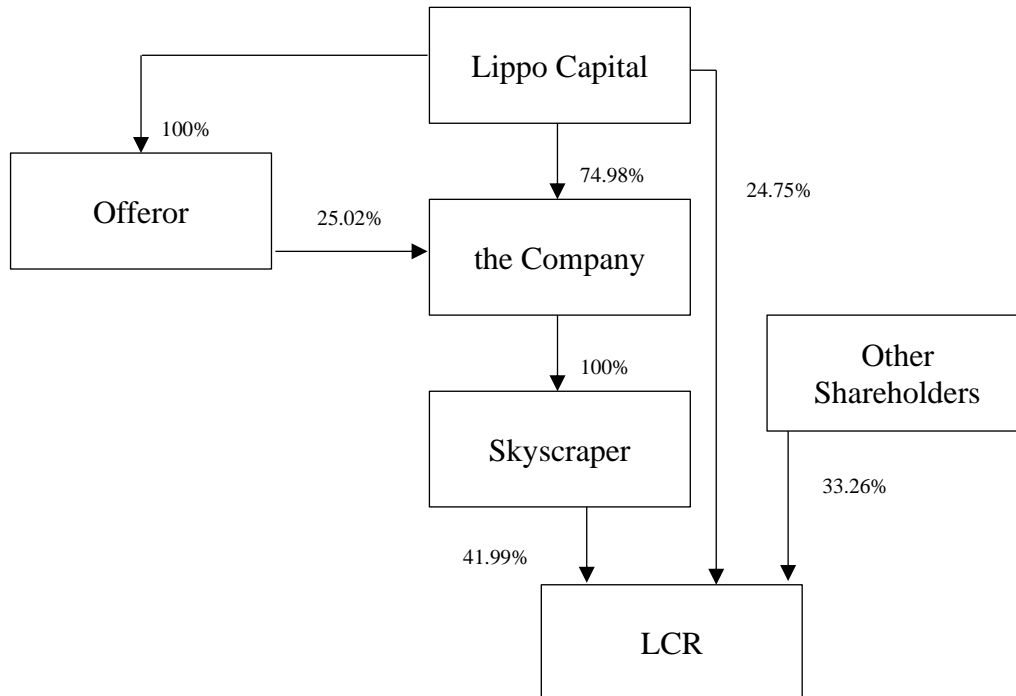 Lippo Capital
100%
74.98%
24.75%
Offeror
25.02%
the Company
100%
Other
Shareholders
Skyscraper
33.26%
41.99%
LCR